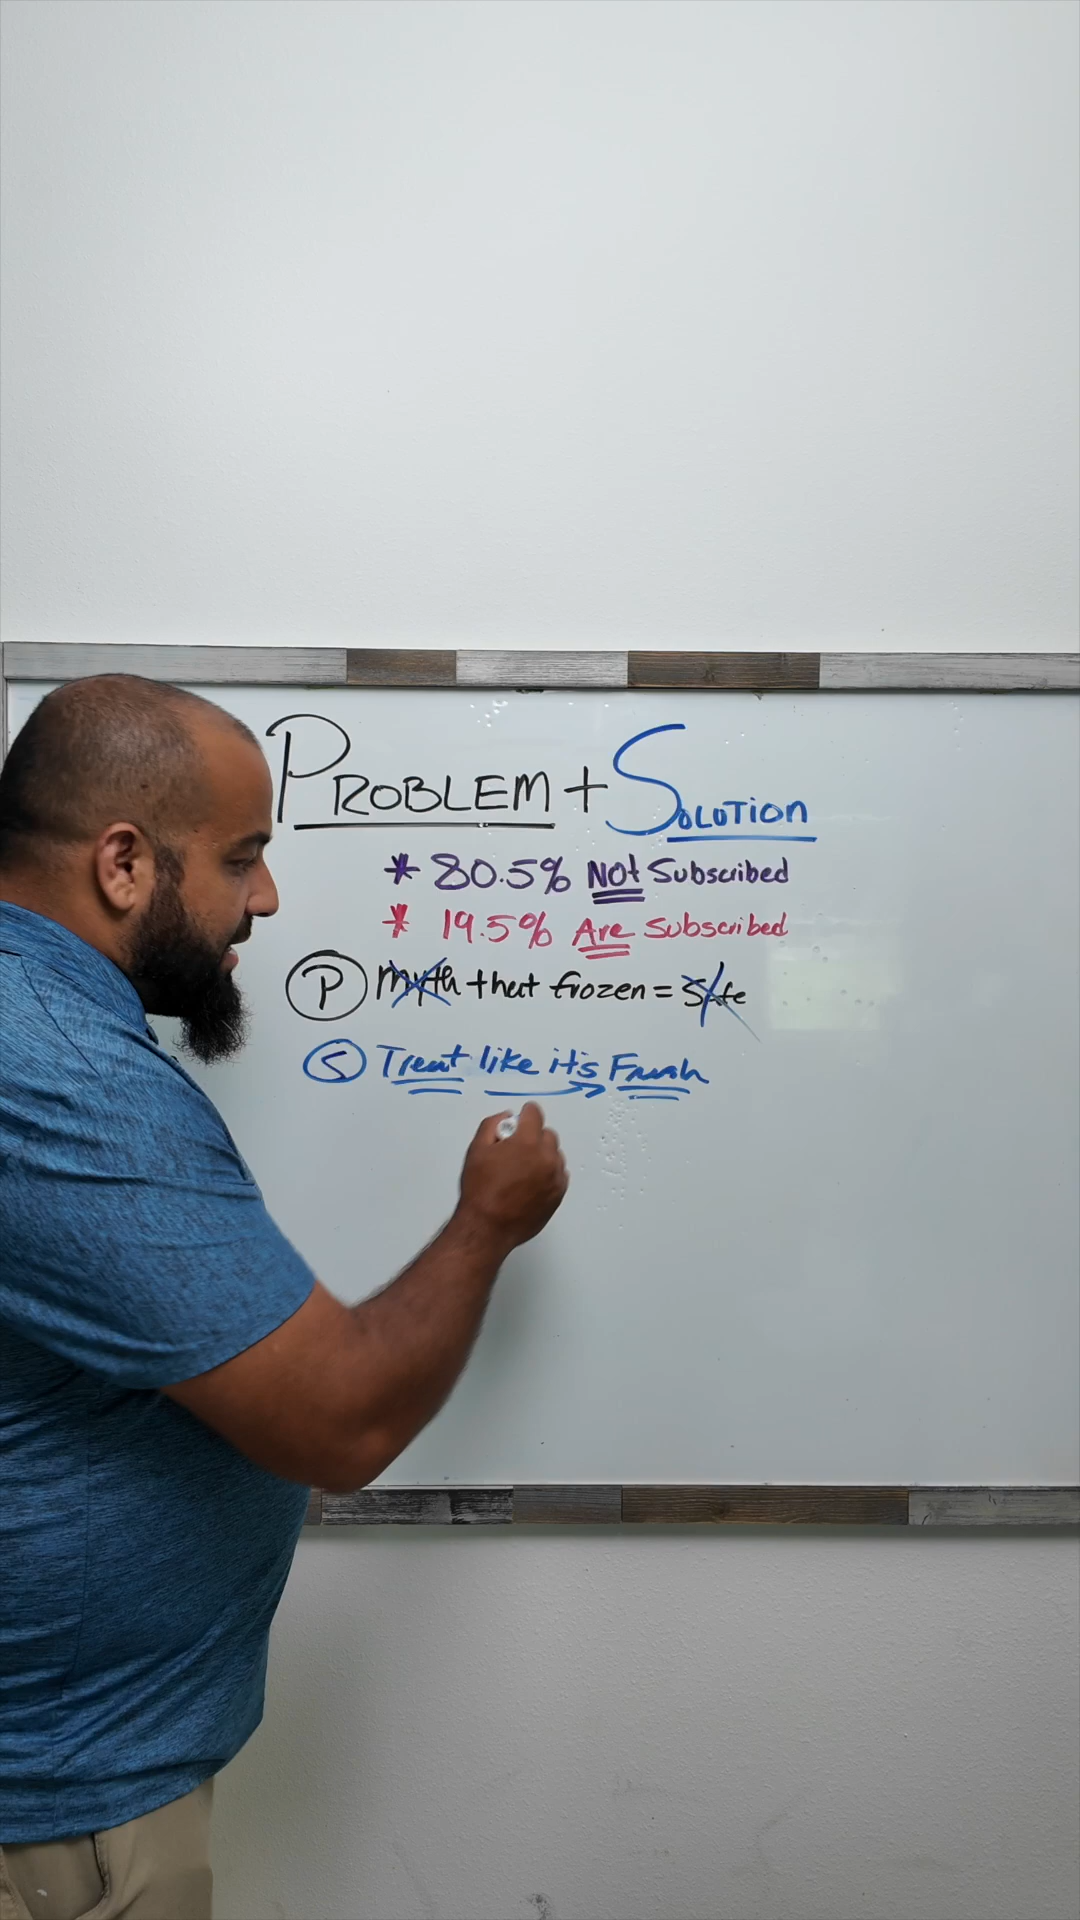 PROBLEM + SOLUTION
* 80.5% NOt Subscribed
* 19.5% Are Subscribed
P Myth that frozen = Safe
S Treat like it's Fresh